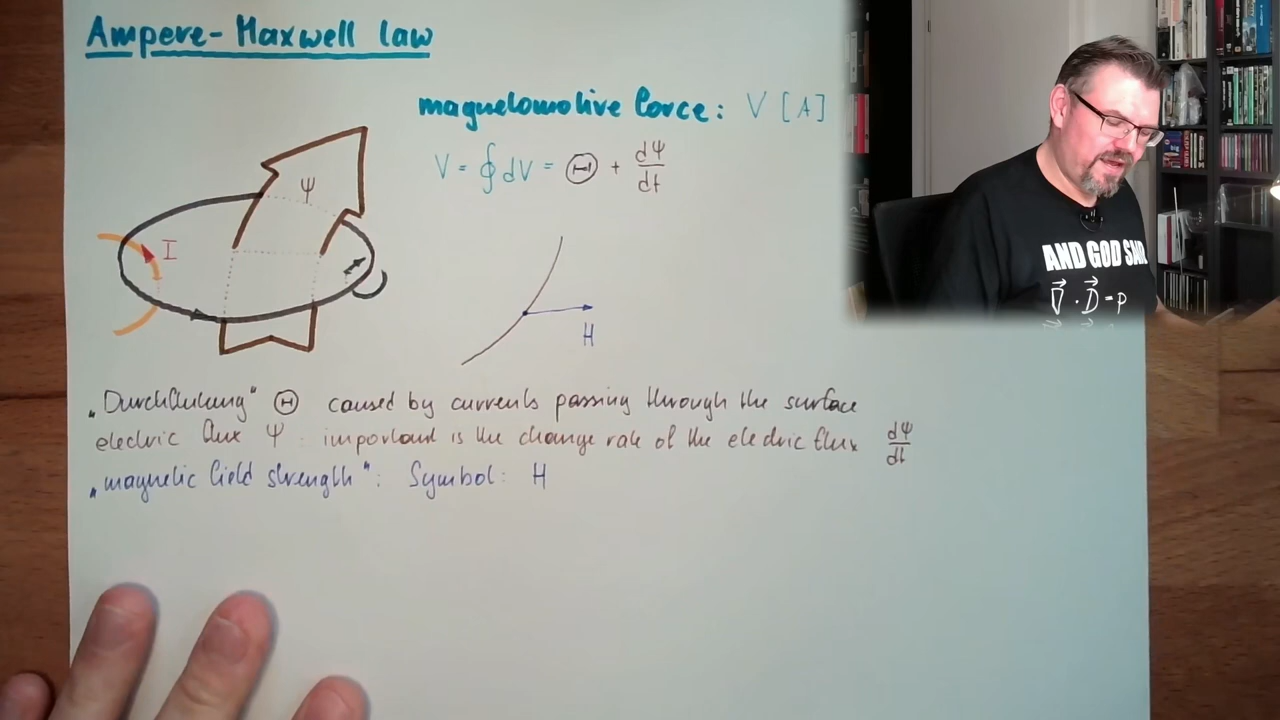 Ampere-Maxwell law
magnetomotive force: V [A]
V = ∮ dV = Θ + dΨ/dt
Ψ
I
H
„Durchflutung" Θ caused by currents passing through the surface
electric flux Ψ : important is the change rate of the electric flux dΨ/dt
„magnetic field strength": Symbol: H
AND GOD SAID
∇⃗ · D⃗ = ρ